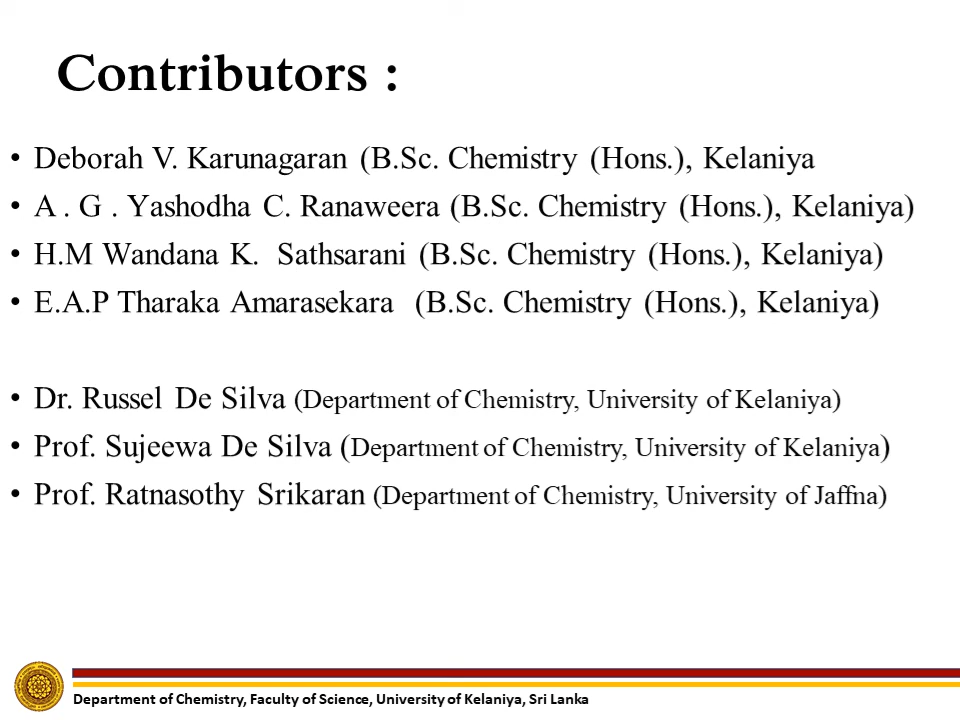 Contributors :
• Deborah V. Karunagaran (B.Sc. Chemistry (Hons.), Kelaniya
• A . G . Yashodha C. Ranaweera (B.Sc. Chemistry (Hons.), Kelaniya)
• H.M Wandana K.  Sathsarani (B.Sc. Chemistry (Hons.), Kelaniya)
• E.A.P Tharaka Amarasekara  (B.Sc. Chemistry (Hons.), Kelaniya)
• Dr. Russel De Silva (Department of Chemistry, University of Kelaniya)
• Prof. Sujeewa De Silva (Department of Chemistry, University of Kelaniya)
• Prof. Ratnasothy Srikaran (Department of Chemistry, University of Jaffna)
Department of Chemistry, Faculty of Science, University of Kelaniya, Sri Lanka